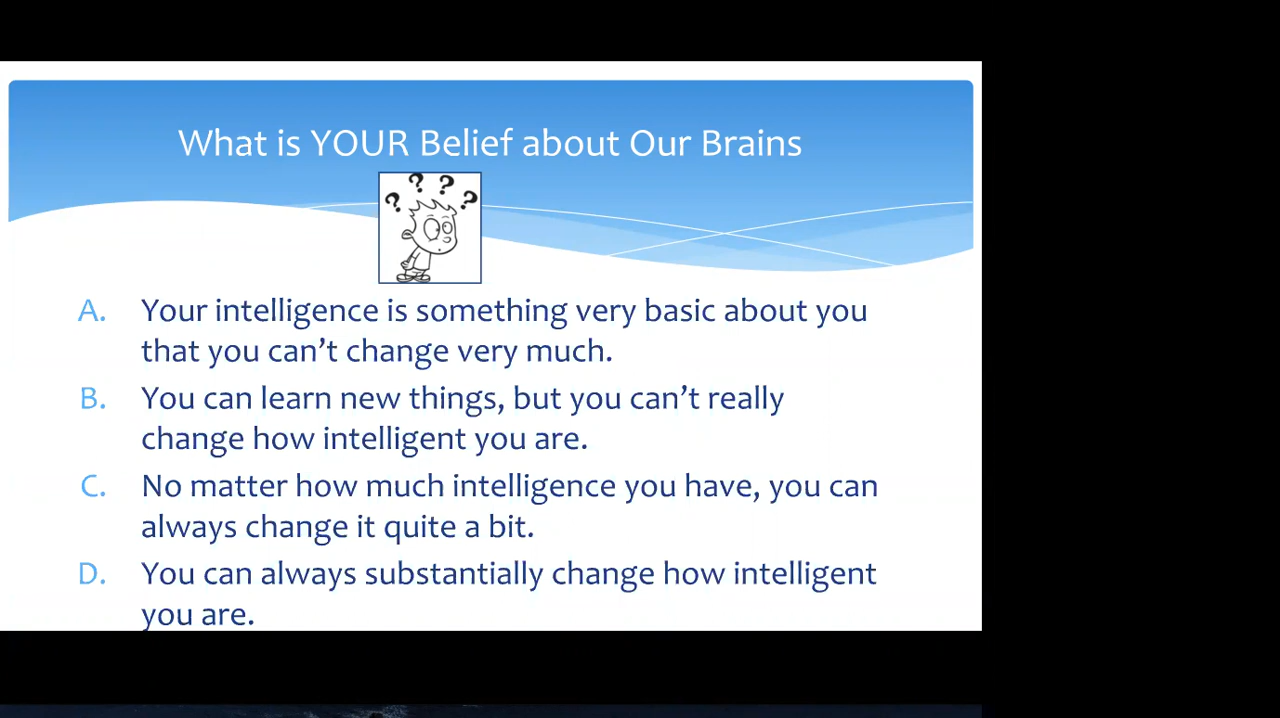 What is YOUR Belief about Our Brains
? ? ? ?
A. Your intelligence is something very basic about you
that you can't change very much.
B. You can learn new things, but you can't really
change how intelligent you are.
C. No matter how much intelligence you have, you can
always change it quite a bit.
D. You can always substantially change how intelligent
you are.